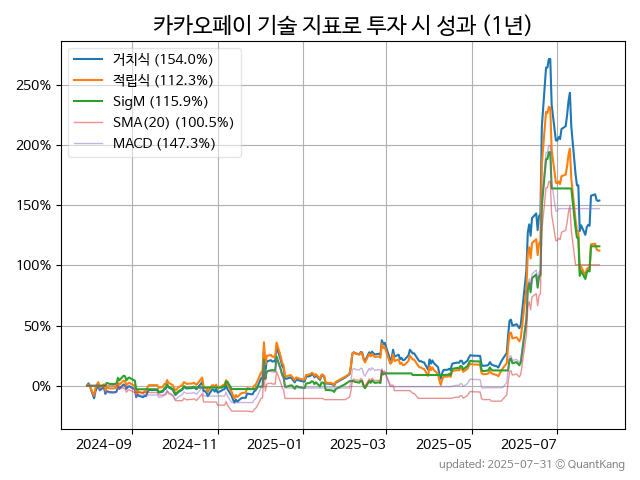 카카오페이 기술 지표로 투자 시 성과 (1년)
거치식 (154.0%)
적립식 (112.3%)
SigM (115.9%)
SMA(20) (100.5%)
MACD (147.3%)
250%
200%
150%
100%
50%
0%
2024-09 2024-11 2025-01 2025-03 2025-05 2025-07
updated: 2025-07-31 © QuantKang